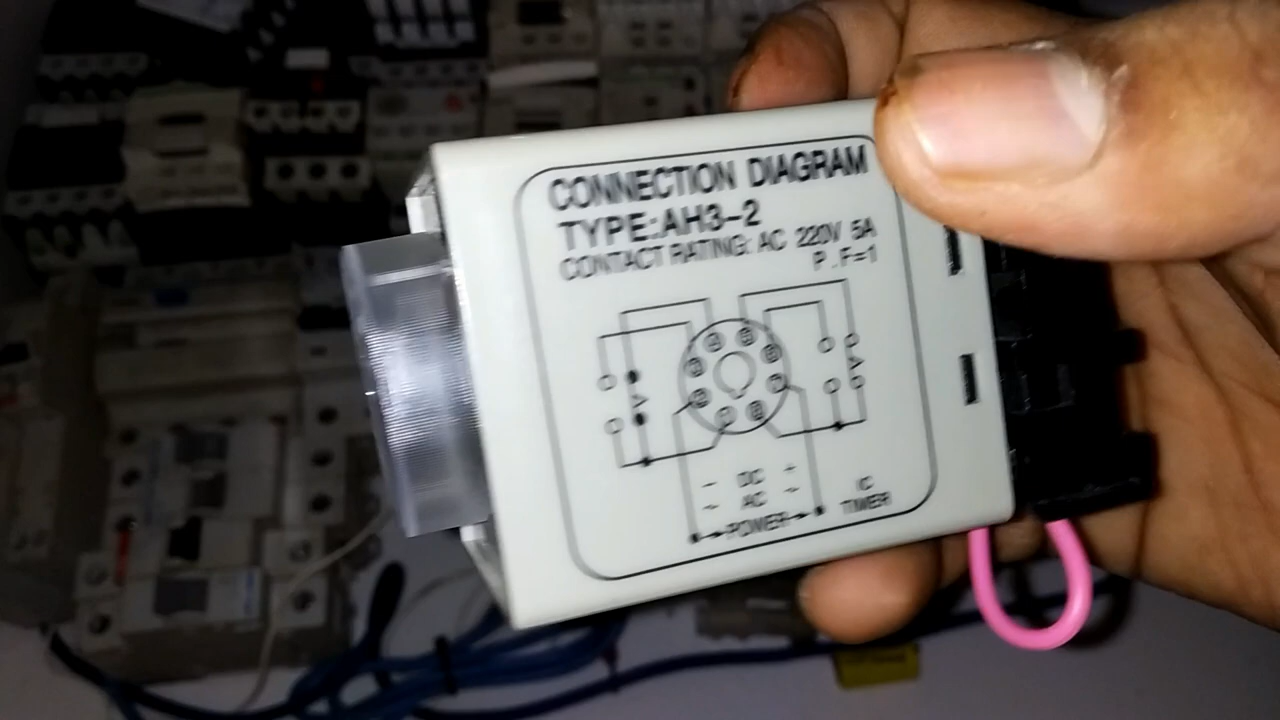 CONNECTION DIAGRAM
TYPE:AH3-2
CONTACT RATING: AC 220V 5A
P.F=1
- DC +
~ AC ~
POWER
IC
TIMER